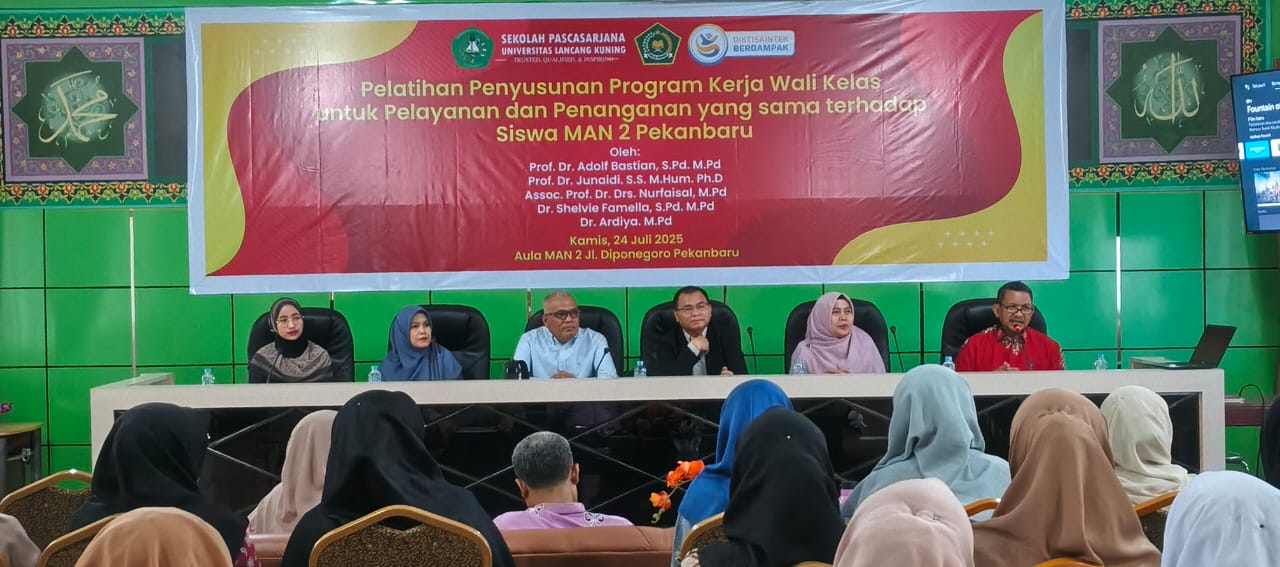 SEKOLAH PASCASARJANA
UNIVERSITAS LANCANG KUNING
TRUSTED, QUALIFIED, & INSPIRING
DIKTISAINTEK
BERDAMPAK
Pelatihan Penyusunan Program Kerja Wali Kelas
untuk Pelayanan dan Penanganan yang sama terhadap
Siswa MAN 2 Pekanbaru
Oleh:
Prof. Dr. Adolf Bastian, S.Pd. M.Pd
Prof. Dr. Junaidi. S.S. M.Hum. Ph.D
Assoc. Prof. Dr. Drs. Nurfaisal, M.Pd
Dr. Shelvie Famella, S.Pd. M.Pd
Dr. Ardiya. M.Pd
Kamis, 24 Juli 2025
Aula MAN 2 Jl. Diponegoro Pekanbaru
محمد
الله
Telusuri
Fountain o